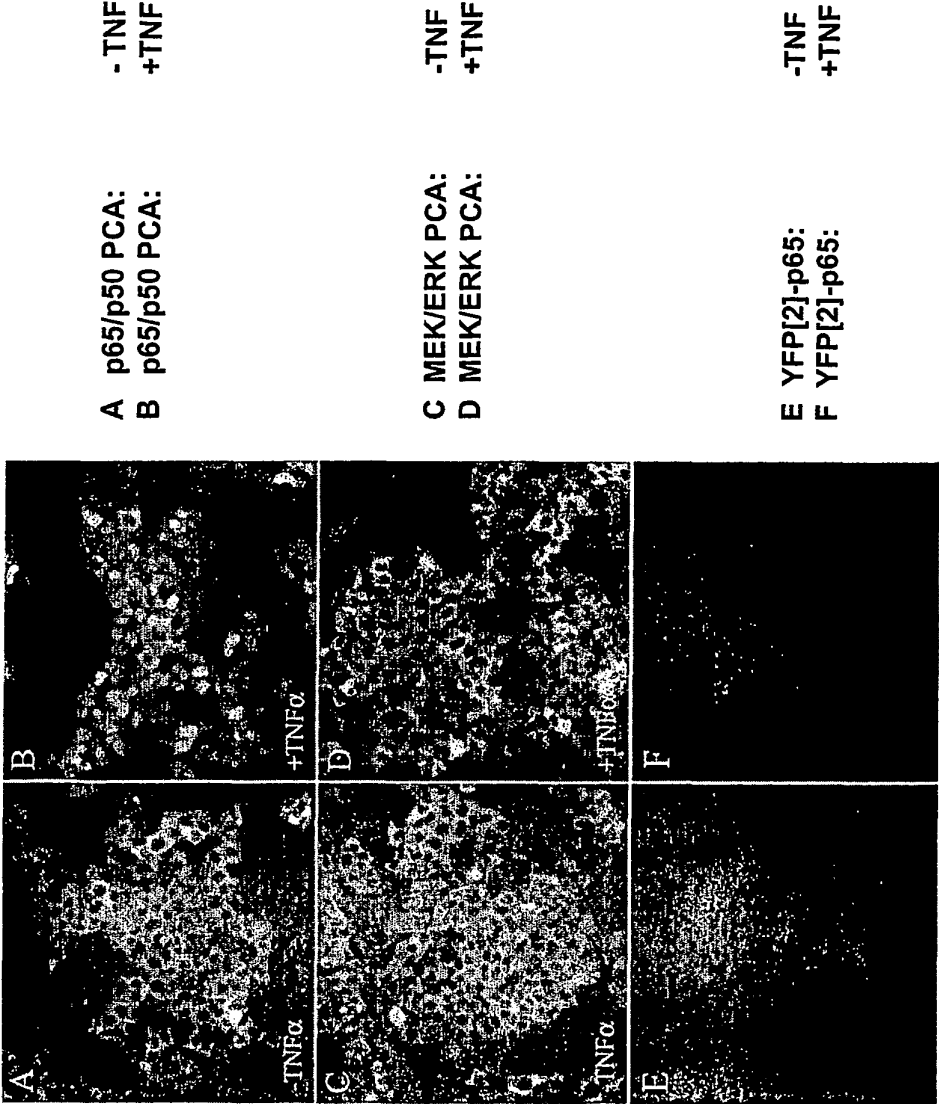 A p65/p50 PCA: - TNF
B p65/p50 PCA: +TNF
C MEK/ERK PCA: -TNF
D MEK/ERK PCA: +TNF
E YFP[2]-p65: -TNF
F YFP[2]-p65: +TNF
A
-TNFα
B
+TNFα
C
-TNFα
D
+TNFα
E
F